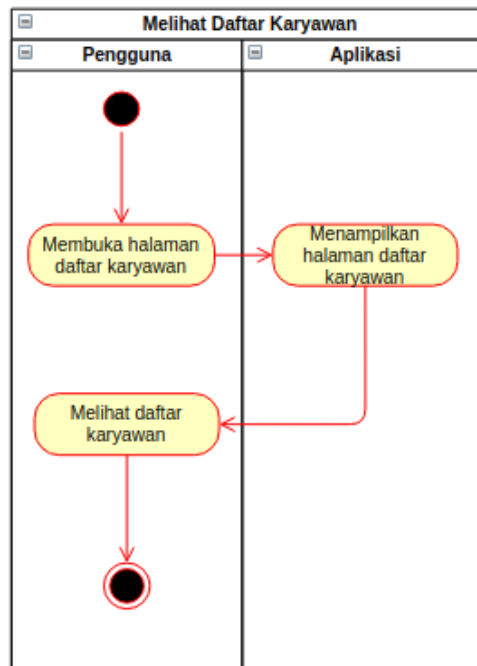 Melihat Daftar Karyawan
Pengguna
Aplikasi
Membuka halaman
daftar karyawan
Menampilkan
halaman daftar
karyawan
Melihat daftar
karyawan